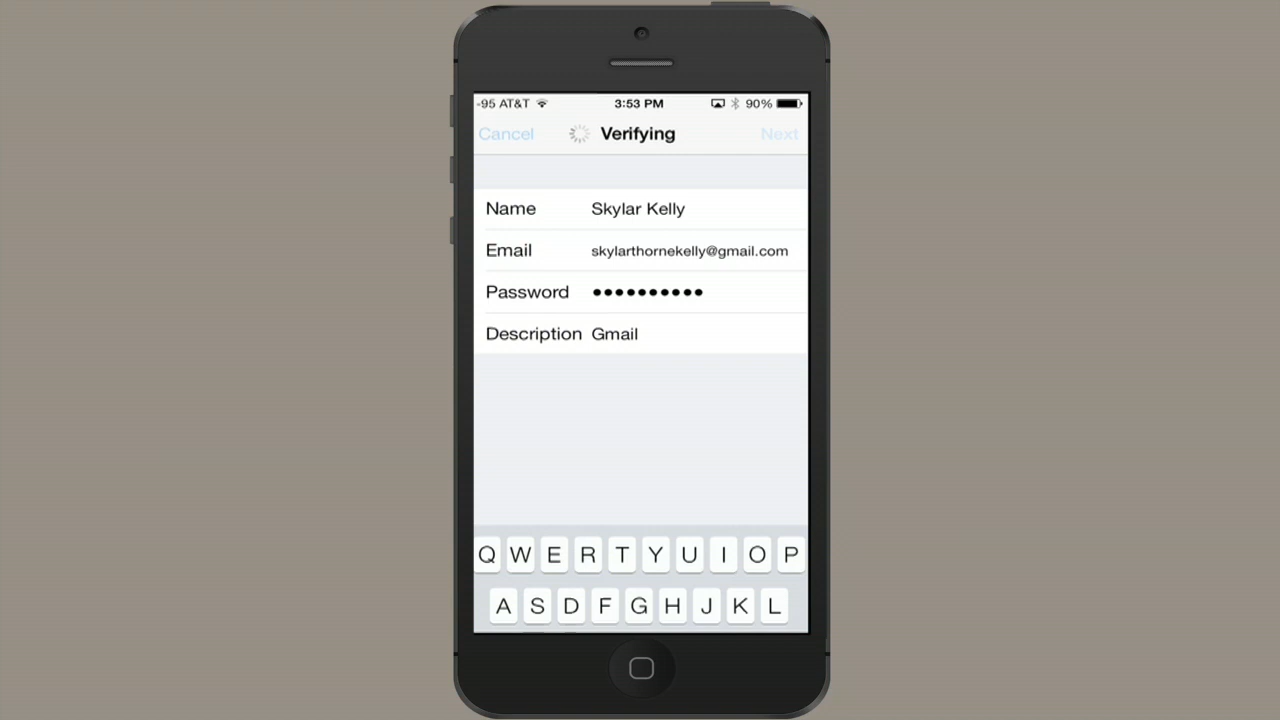 -95 AT&T 3:53 PM 90%
Cancel Verifying Next
Name Skylar Kelly
Email skylarthornekelly@gmail.com
Password ••••••••••
Description Gmail
Q W E R T Y U I O P
A S D F G H J K L